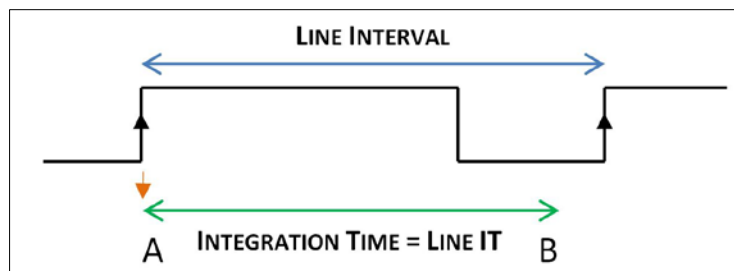 LINE INTERVAL
A INTEGRATION TIME = LINE IT B